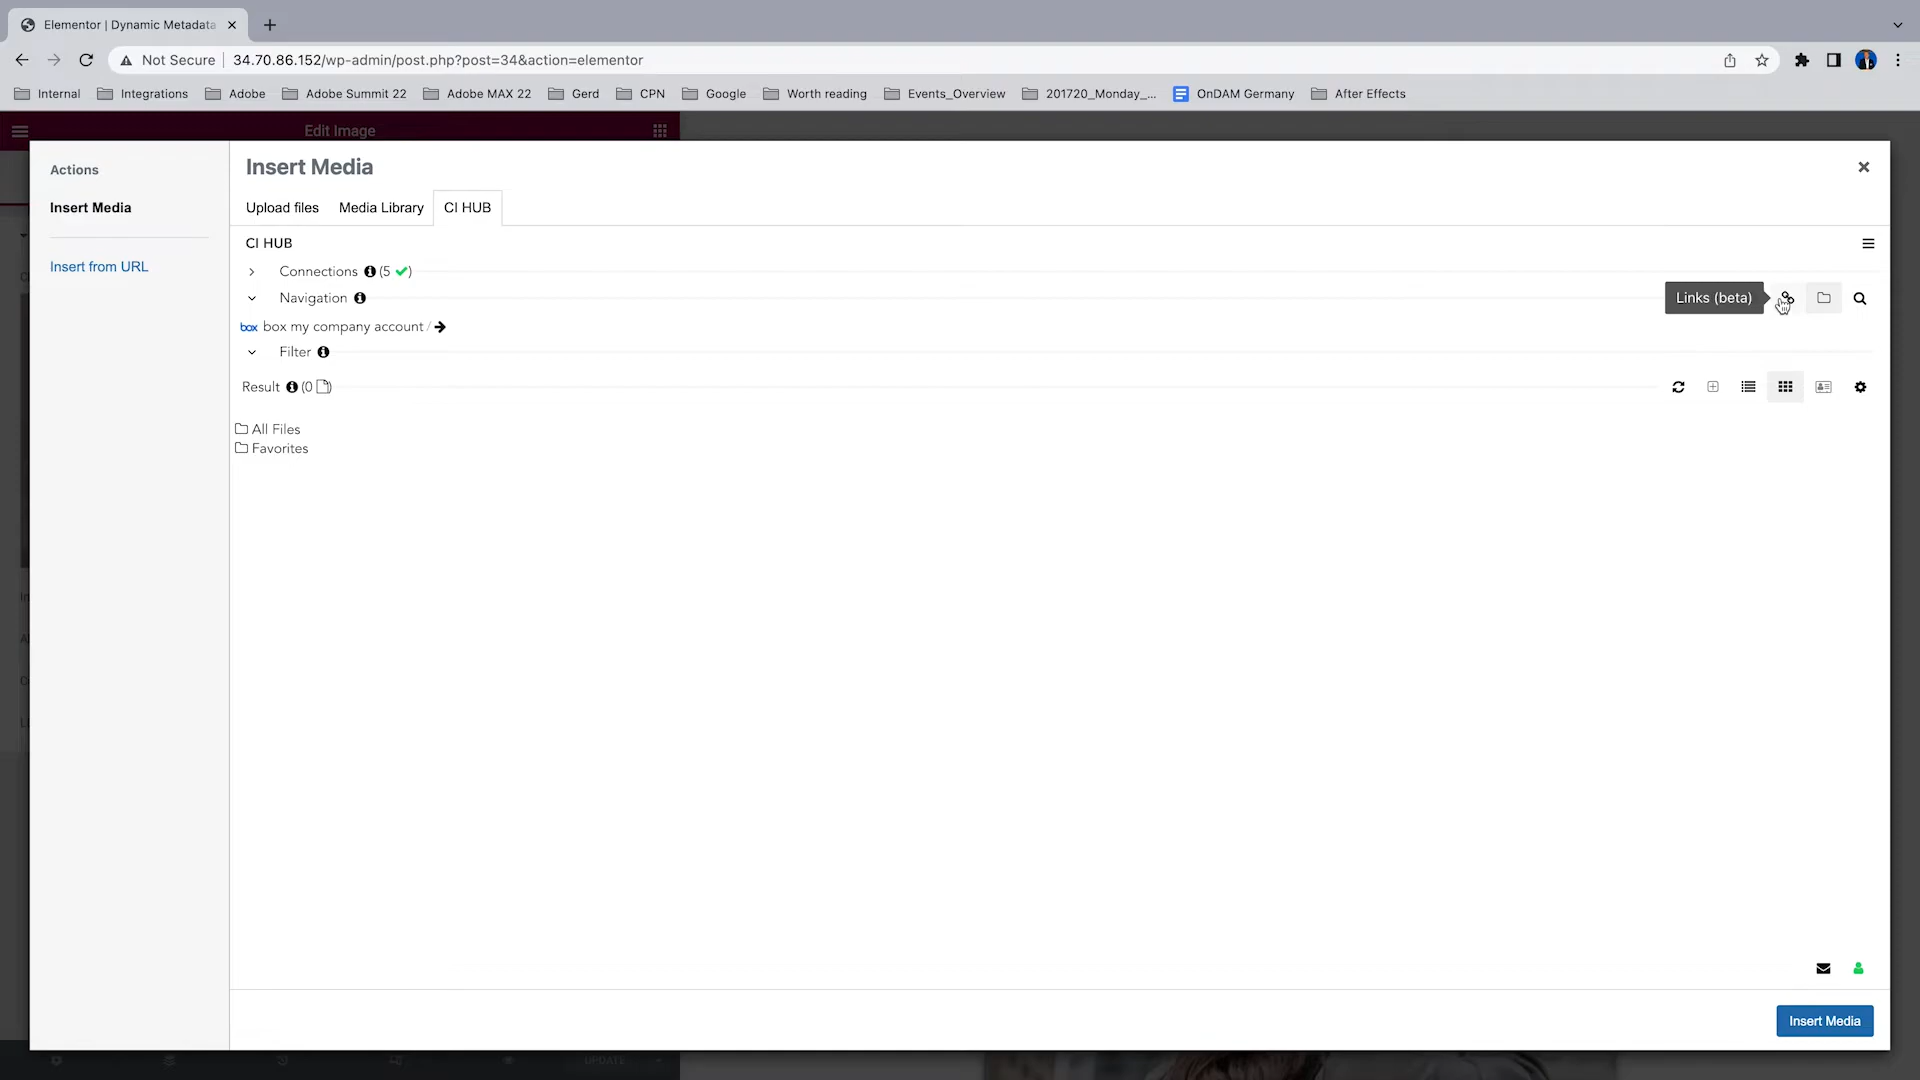 Elementor | Dynamic Metadata
Not Secure
34.70.86.152/wp-admin/post.php?post=34&action=elementor
Internal
Integrations
Adobe
Adobe Summit 22
Adobe MAX 22
Gerd
CPN
Google
Worth reading
Events_Overview
201720_Monday_...
OnDAM Germany
After Effects
Edit Image
Actions
Insert Media
Insert from URL
Insert Media
Upload files
Media Library
CI HUB
CI HUB
Connections (5 )
Navigation
Links (beta)
box box my company account /
Filter
Result (0 )
All Files
Favorites
Insert Media
UPDATE